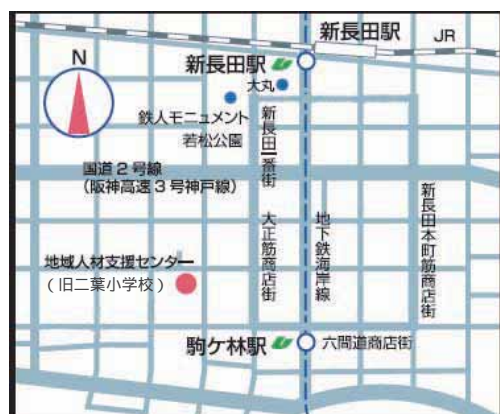 新長田駅
JR
N
新長田駅
大丸
鉄人モニュメント
若松公園
新長田一番街
国道2号線
(阪神高速3号神戸線)
大正筋商店街
地下鉄海岸線
新長田本町筋商店街
地域人材支援センター
(旧二葉小学校)
駒ケ林駅
六間道商店街